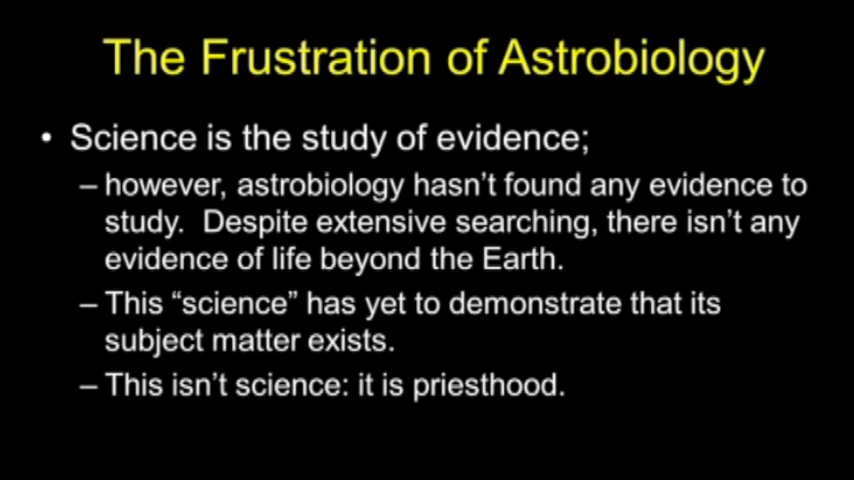 The Frustration of Astrobiology
• Science is the study of evidence;
– however, astrobiology hasn't found any evidence to
study.  Despite extensive searching, there isn't any
evidence of life beyond the Earth.
– This “science” has yet to demonstrate that its
subject matter exists.
– This isn't science: it is priesthood.